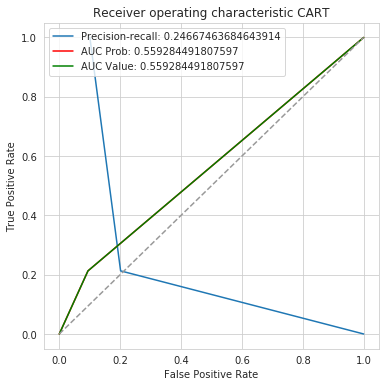 Receiver operating characteristic CART
Precision-recall: 0.24667463684643914
AUC Prob: 0.559284491807597
AUC Value: 0.559284491807597
1.0
0.8
0.6
0.4
0.2
0.0
True Positive Rate
0.0 0.2 0.4 0.6 0.8 1.0
False Positive Rate